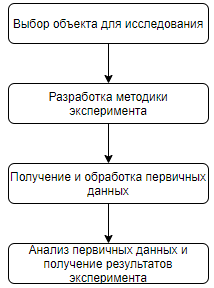 Выбор объекта для исследования
Разработка методики
эксперимента
Получение и обработка первичных
данных
Анализ первичных данных и
получение результатов
эксперимента